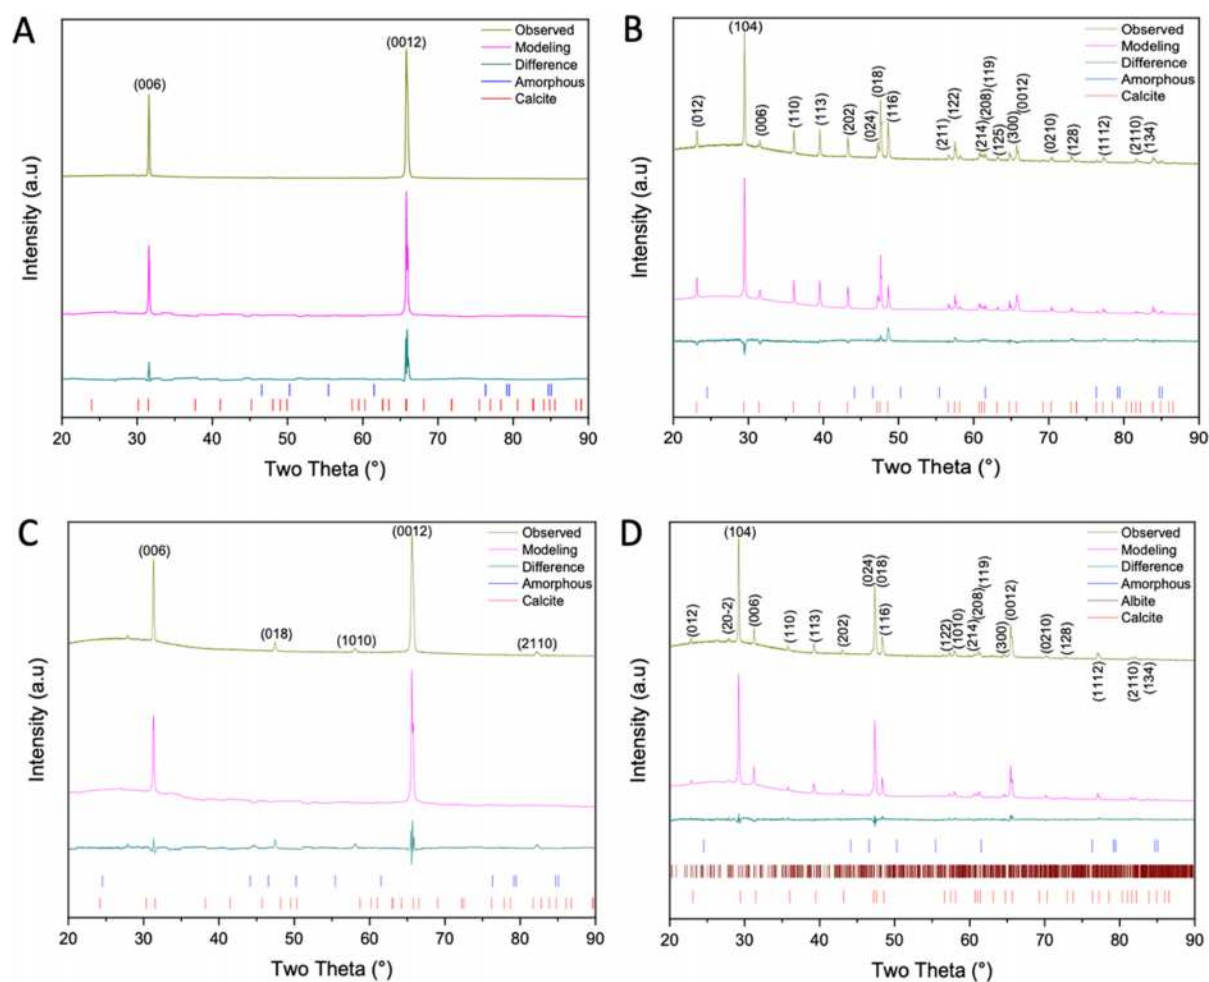 A
Observed
Modeling
Difference
Amorphous
Calcite
(006)
(0012)
Intensity (a.u)
20 30 40 50 60 70 80 90
Two Theta (°)
B
Observed
Modeling
Difference
Amorphous
Calcite
(012)
(104)
(006)
(110)
(113)
(202)
(024)
(018)
(116)
(211)
(122)
(214)
(208)
(119)
(125)
(300)
(0012)
(0210)
(128)
(1112)
(2110)
(134)
Intensity (a.u)
20 30 40 50 60 70 80 90
Two Theta (°)
C
Observed
Modeling
Difference
Amorphous
Calcite
(006)
(018)
(1010)
(0012)
(2110)
Intensity (a.u)
20 30 40 50 60 70 80 90
Two Theta (°)
D
Observed
Modeling
Difference
Amorphous
Albite
Calcite
(012)
(20-2)
(104)
(006)
(110)
(113)
(202)
(024)
(018)
(116)
(122)
(1010)
(214)
(208)
(119)
(300)
(0012)
(0210)
(128)
(1112)
(2110)
(134)
Intensity (a.u)
20 30 40 50 60 70 80 90
Two Theta (°)